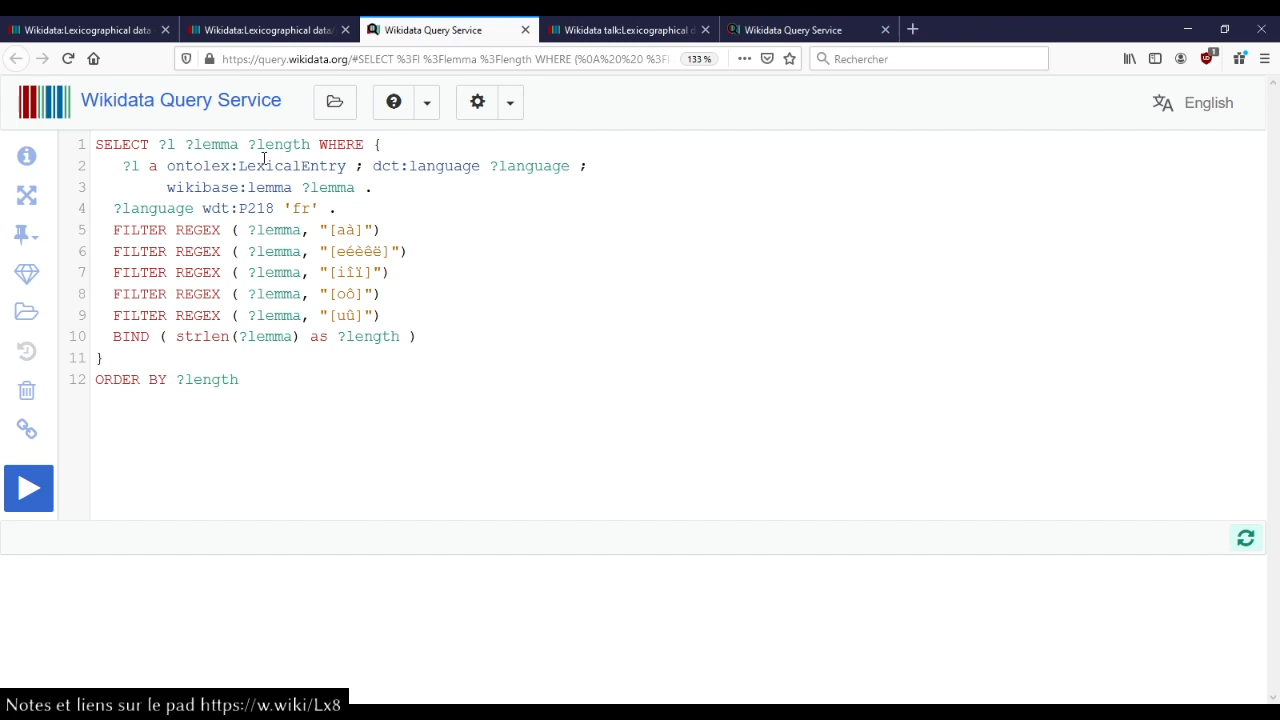 Wikidata:Lexicographical data
Wikidata:Lexicographical data/
Wikidata Query Service
Wikidata talk:Lexicographical d
Wikidata Query Service
https://query.wikidata.org/#SELECT %3Fl %3Flemma %3Flength WHERE {%0A%20%20 %3Fl
133 %
Rechercher
1
Wikidata Query Service
English
1 SELECT ?l ?lemma ?length WHERE {
2 ?l a ontolex:LexicalEntry ; dct:language ?language ;
3 wikibase:lemma ?lemma .
4 ?language wdt:P218 'fr' .
5 FILTER REGEX ( ?lemma, "[aà]")
6 FILTER REGEX ( ?lemma, "[eéèêë]")
7 FILTER REGEX ( ?lemma, "[iîï]")
8 FILTER REGEX ( ?lemma, "[oô]")
9 FILTER REGEX ( ?lemma, "[uû]")
10 BIND ( strlen(?lemma) as ?length )
11 }
12 ORDER BY ?length
Notes et liens sur le pad https://w.wiki/Lx8